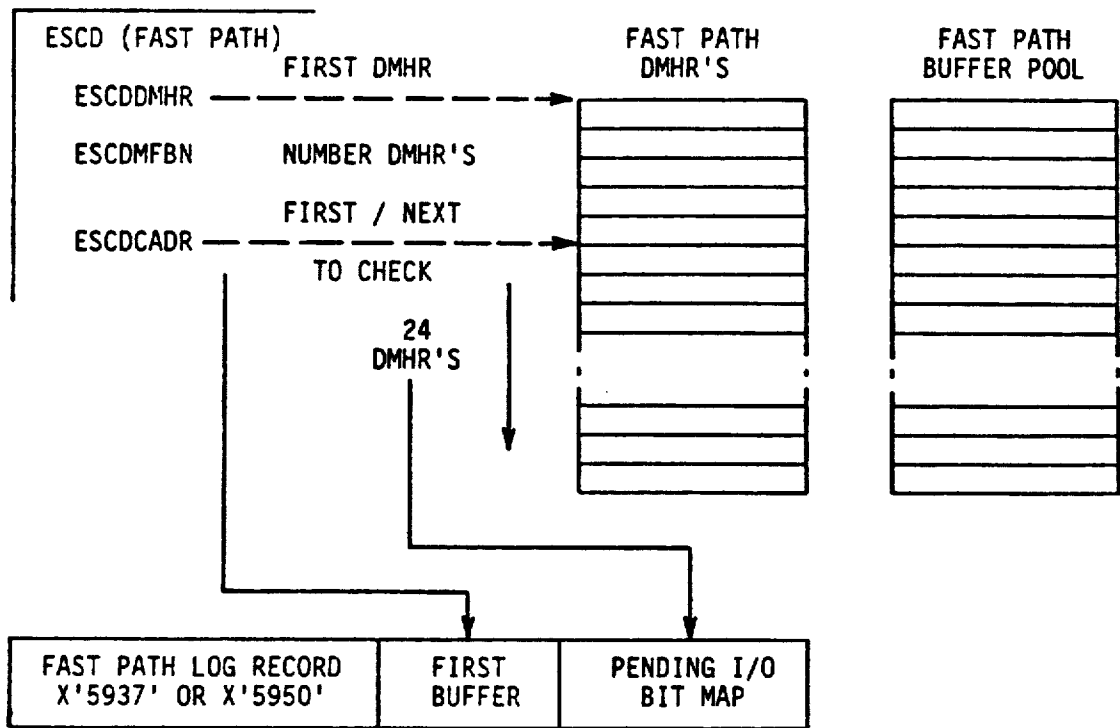 ESCD (FAST PATH)
FIRST DMHR
FAST PATH
DMHR'S
FAST PATH
BUFFER POOL
ESCDDMHR
ESCDMFBN
NUMBER DMHR'S
FIRST / NEXT
ESCDCADR
TO CHECK
24
DMHR'S
FAST PATH LOG RECORD
X'5937' OR X'5950'
FIRST
BUFFER
PENDING I/O
BIT MAP